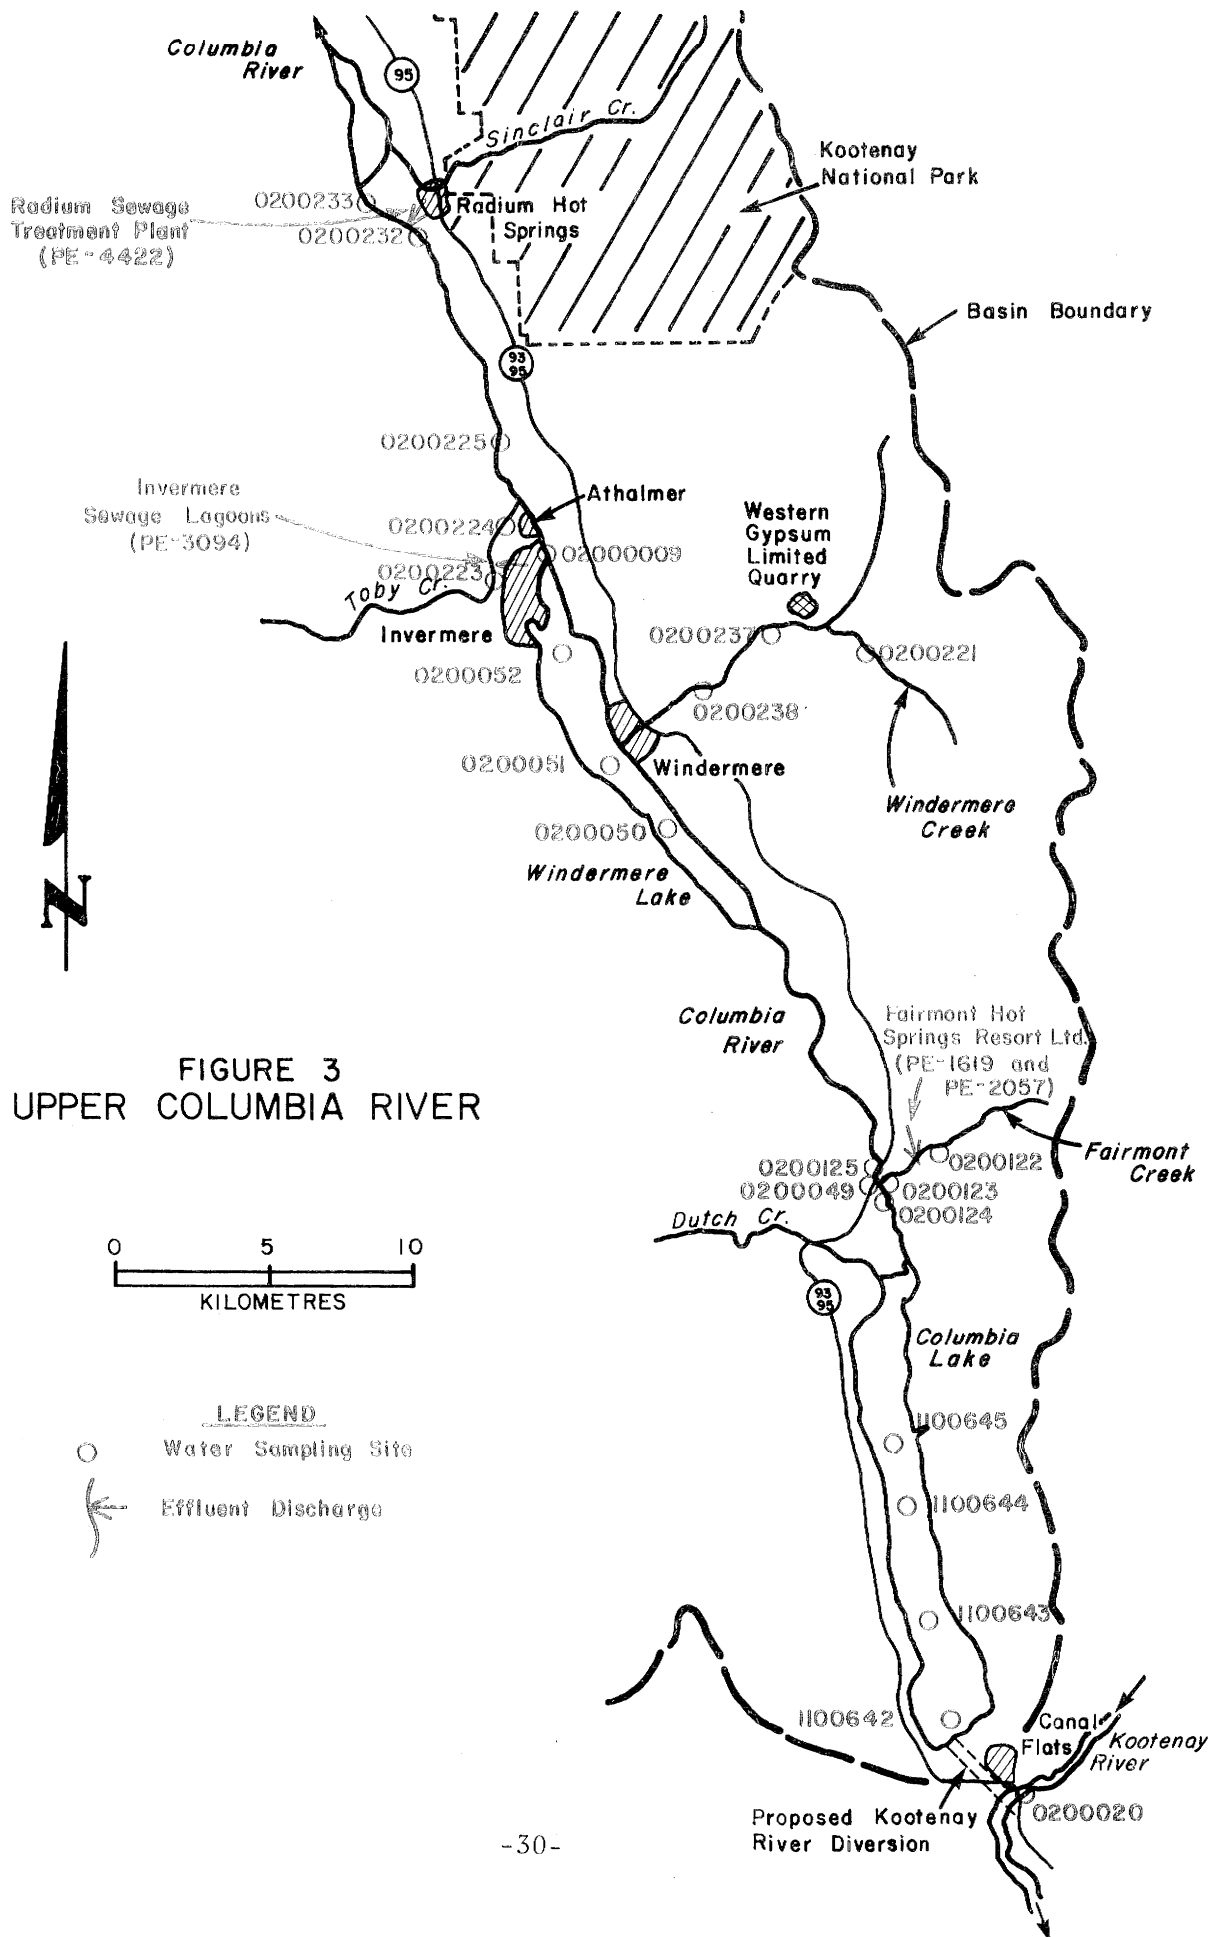 Columbia
River
95
Sinclair Cr.
Kootenay
National Park
0200233
Radium Sewage
Treatment Plant
(PE-4422)
0200232
Radium Hot
Springs
Basin Boundary
93
95
0200225
Invermere
Sewage Lagoons
(PE-3094)
Athalmer
0200224
02000009
Western
Gypsum
Limited
Quarry
0200223
Toby Cr.
Invermere
0200237
0200221
0200052
0200238
0200051
Windermere
Windermere
Creek
0200050
Windermere
Lake
N
Columbia
River
Fairmont Hot
Springs Resort Ltd.
(PE-1619 and
PE-2057)
FIGURE 3
UPPER COLUMBIA RIVER
0200125
0200122
Fairmont
Creek
0200049
0200123
0200124
Dutch Cr.
0 5 10
KILOMETRES
93
95
Columbia
Lake
LEGEND
Water Sampling Site
Effluent Discharge
1100645
1100644
1100643
1100642
Canal
Flats
Kootenay
River
0200020
Proposed Kootenay
River Diversion
-30-